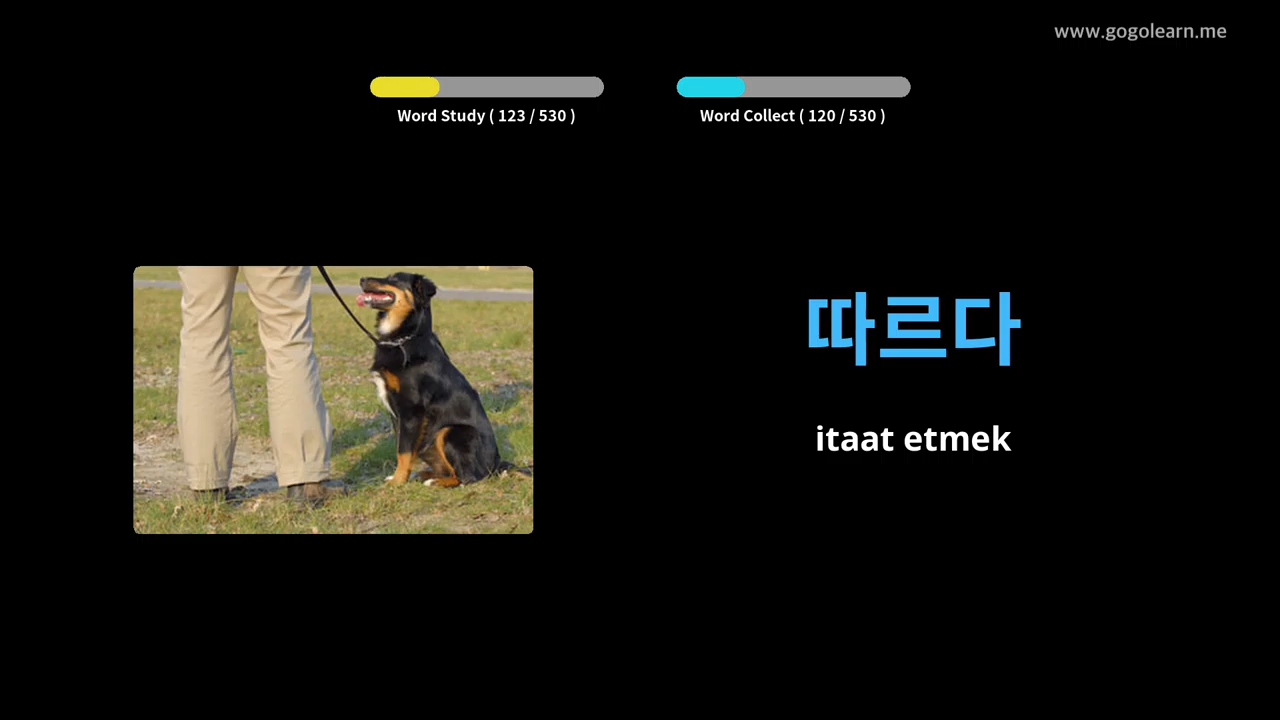 www.gogolearn.me
Word Study ( 123 / 530 )
Word Collect ( 120 / 530 )
따르다
itaat etmek